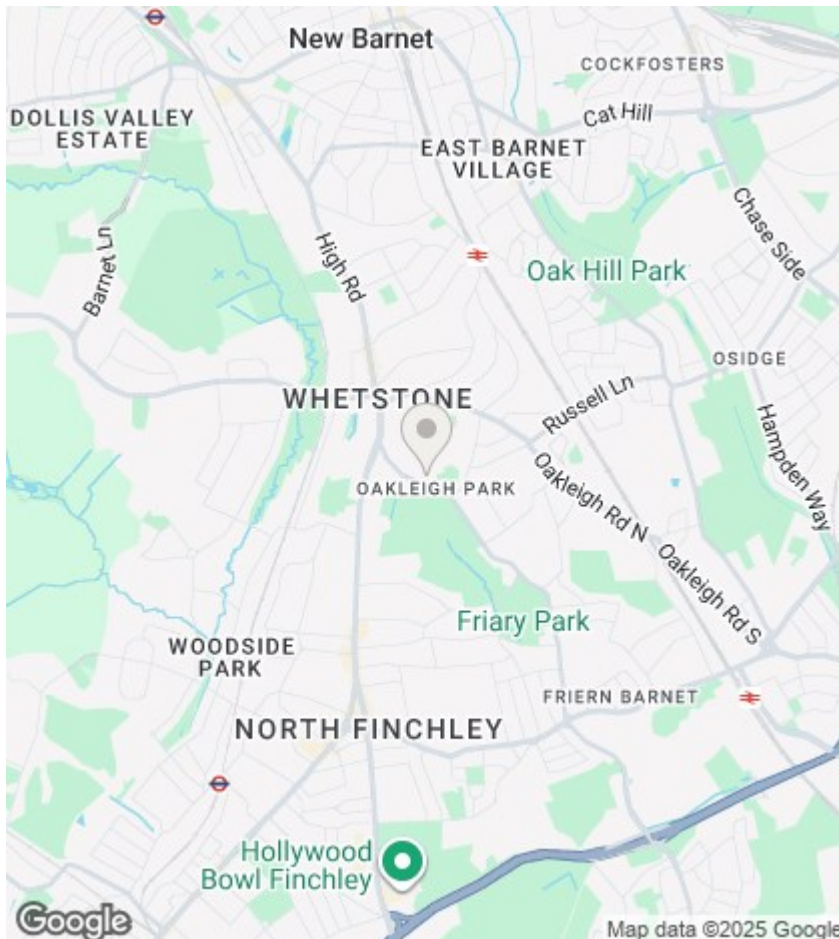 New Barnet
COCKFOSTERS
DOLLIS VALLEY
ESTATE
Cat Hill
EAST BARNET
VILLAGE
Chase Side
Barnet Ln
High Rd
Oak Hill Park
OSIDGE
WHETSTONE
Russell Ln
Hampden Way
OAKLEIGH PARK
Oakleigh Rd N
Oakleigh Rd S
Friary Park
WOODSIDE
PARK
FRIERN BARNET
NORTH FINCHLEY
Hollywood
Bowl Finchley
Google
Map data ©2025 Google